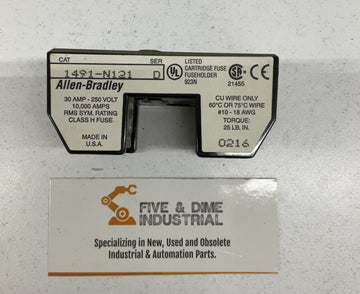 CAT SER
1491-N121 D
Allen-Bradley
30 AMP - 250 VOLT
10,000 AMPS
RMS SYM. RATING
CLASS H FUSE
MADE IN
U.S.A.
UL
LISTED
CARTRIDGE FUSE
FUSEHOLDER
923N
21455
CU WIRE ONLY
60°C OR 75°C WIRE
#10 - 18 AWG
TORQUE:
25 LB. IN.
0216
FIVE & DIME
INDUSTRIAL
Specializing in New, Used and Obsolete
Industrial & Automation Parts.